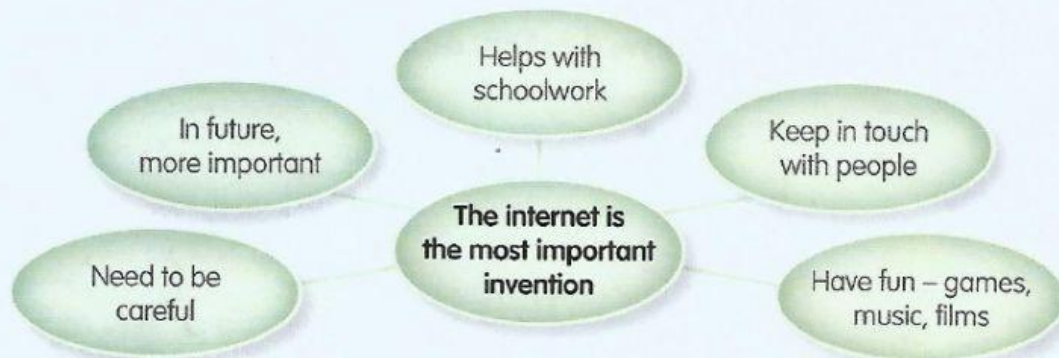 Helps with
schoolwork
In future,
more important
Keep in touch
with people
The internet is
the most important
invention
Need to be
careful
Have fun – games,
music, films